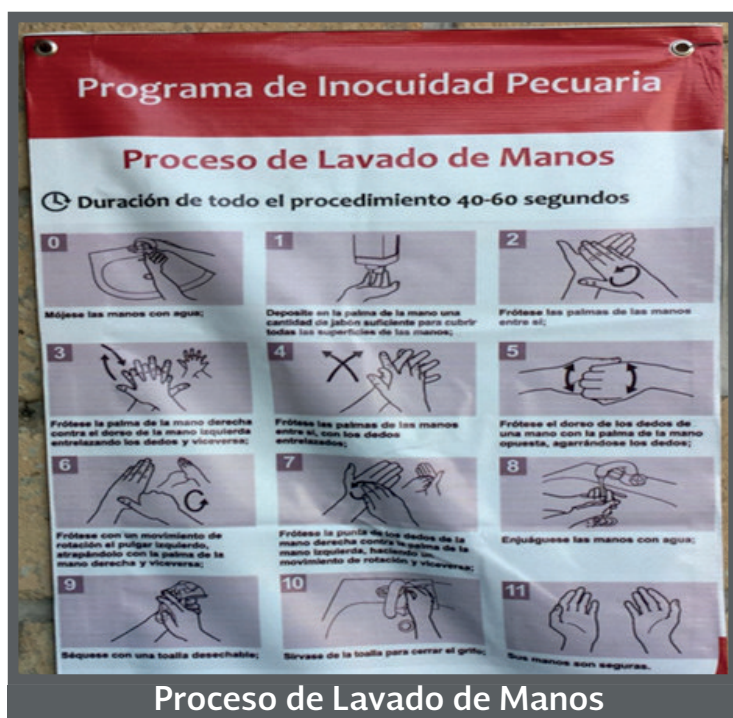 Programa de Inocuidad Pecuaria
Proceso de Lavado de Manos
Duración de todo el procedimiento 40-60 segundos
0
1
2
Mójese las manos con agua;
Deposite en la palma de la mano una
cantidad de jabón suficiente para cubrir
todas las superficies de las manos;
Frótese las palmas de las manos
entre sí;
3
4
5
Frótese la palma de la mano derecha
contra el dorso de la mano izquierda
entrelazando los dedos y viceversa;
Frótese las palmas de las manos
entre sí, con los dedos
entrelazados;
Frótese el dorso de los dedos de
una mano con la palma de la mano
opuesta, agarrándose los dedos;
6
7
8
Frótese con un movimiento de
rotación el pulgar izquierdo,
atrapándolo con la palma de la
mano derecha y viceversa;
Frótese la punta de los dedos de la
mano derecha contra la palma de la
mano izquierda, haciendo un
movimiento de rotación y viceversa;
Enjuáguese las manos con agua;
9
10
11
Séquese con una toalla desechable;
Sírvase de la toalla para cerrar el grifo;
Sus manos son seguras.
Proceso de Lavado de Manos